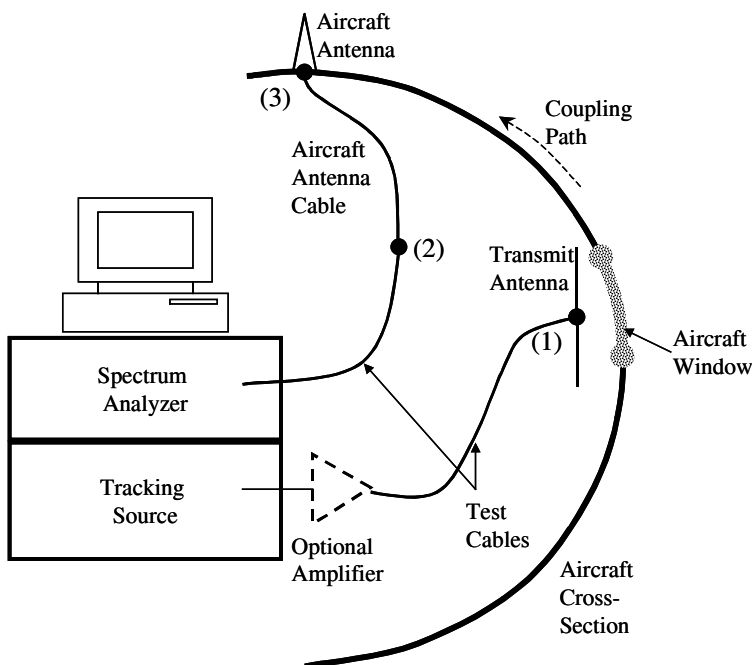 Aircraft
Antenna
(3)
Coupling
Path
Aircraft
Antenna
Cable
(2)
Transmit
Antenna
(1)
Aircraft
Window
Spectrum
Analyzer
Tracking
Source
Optional
Amplifier
Test
Cables
Aircraft
Cross-
Section